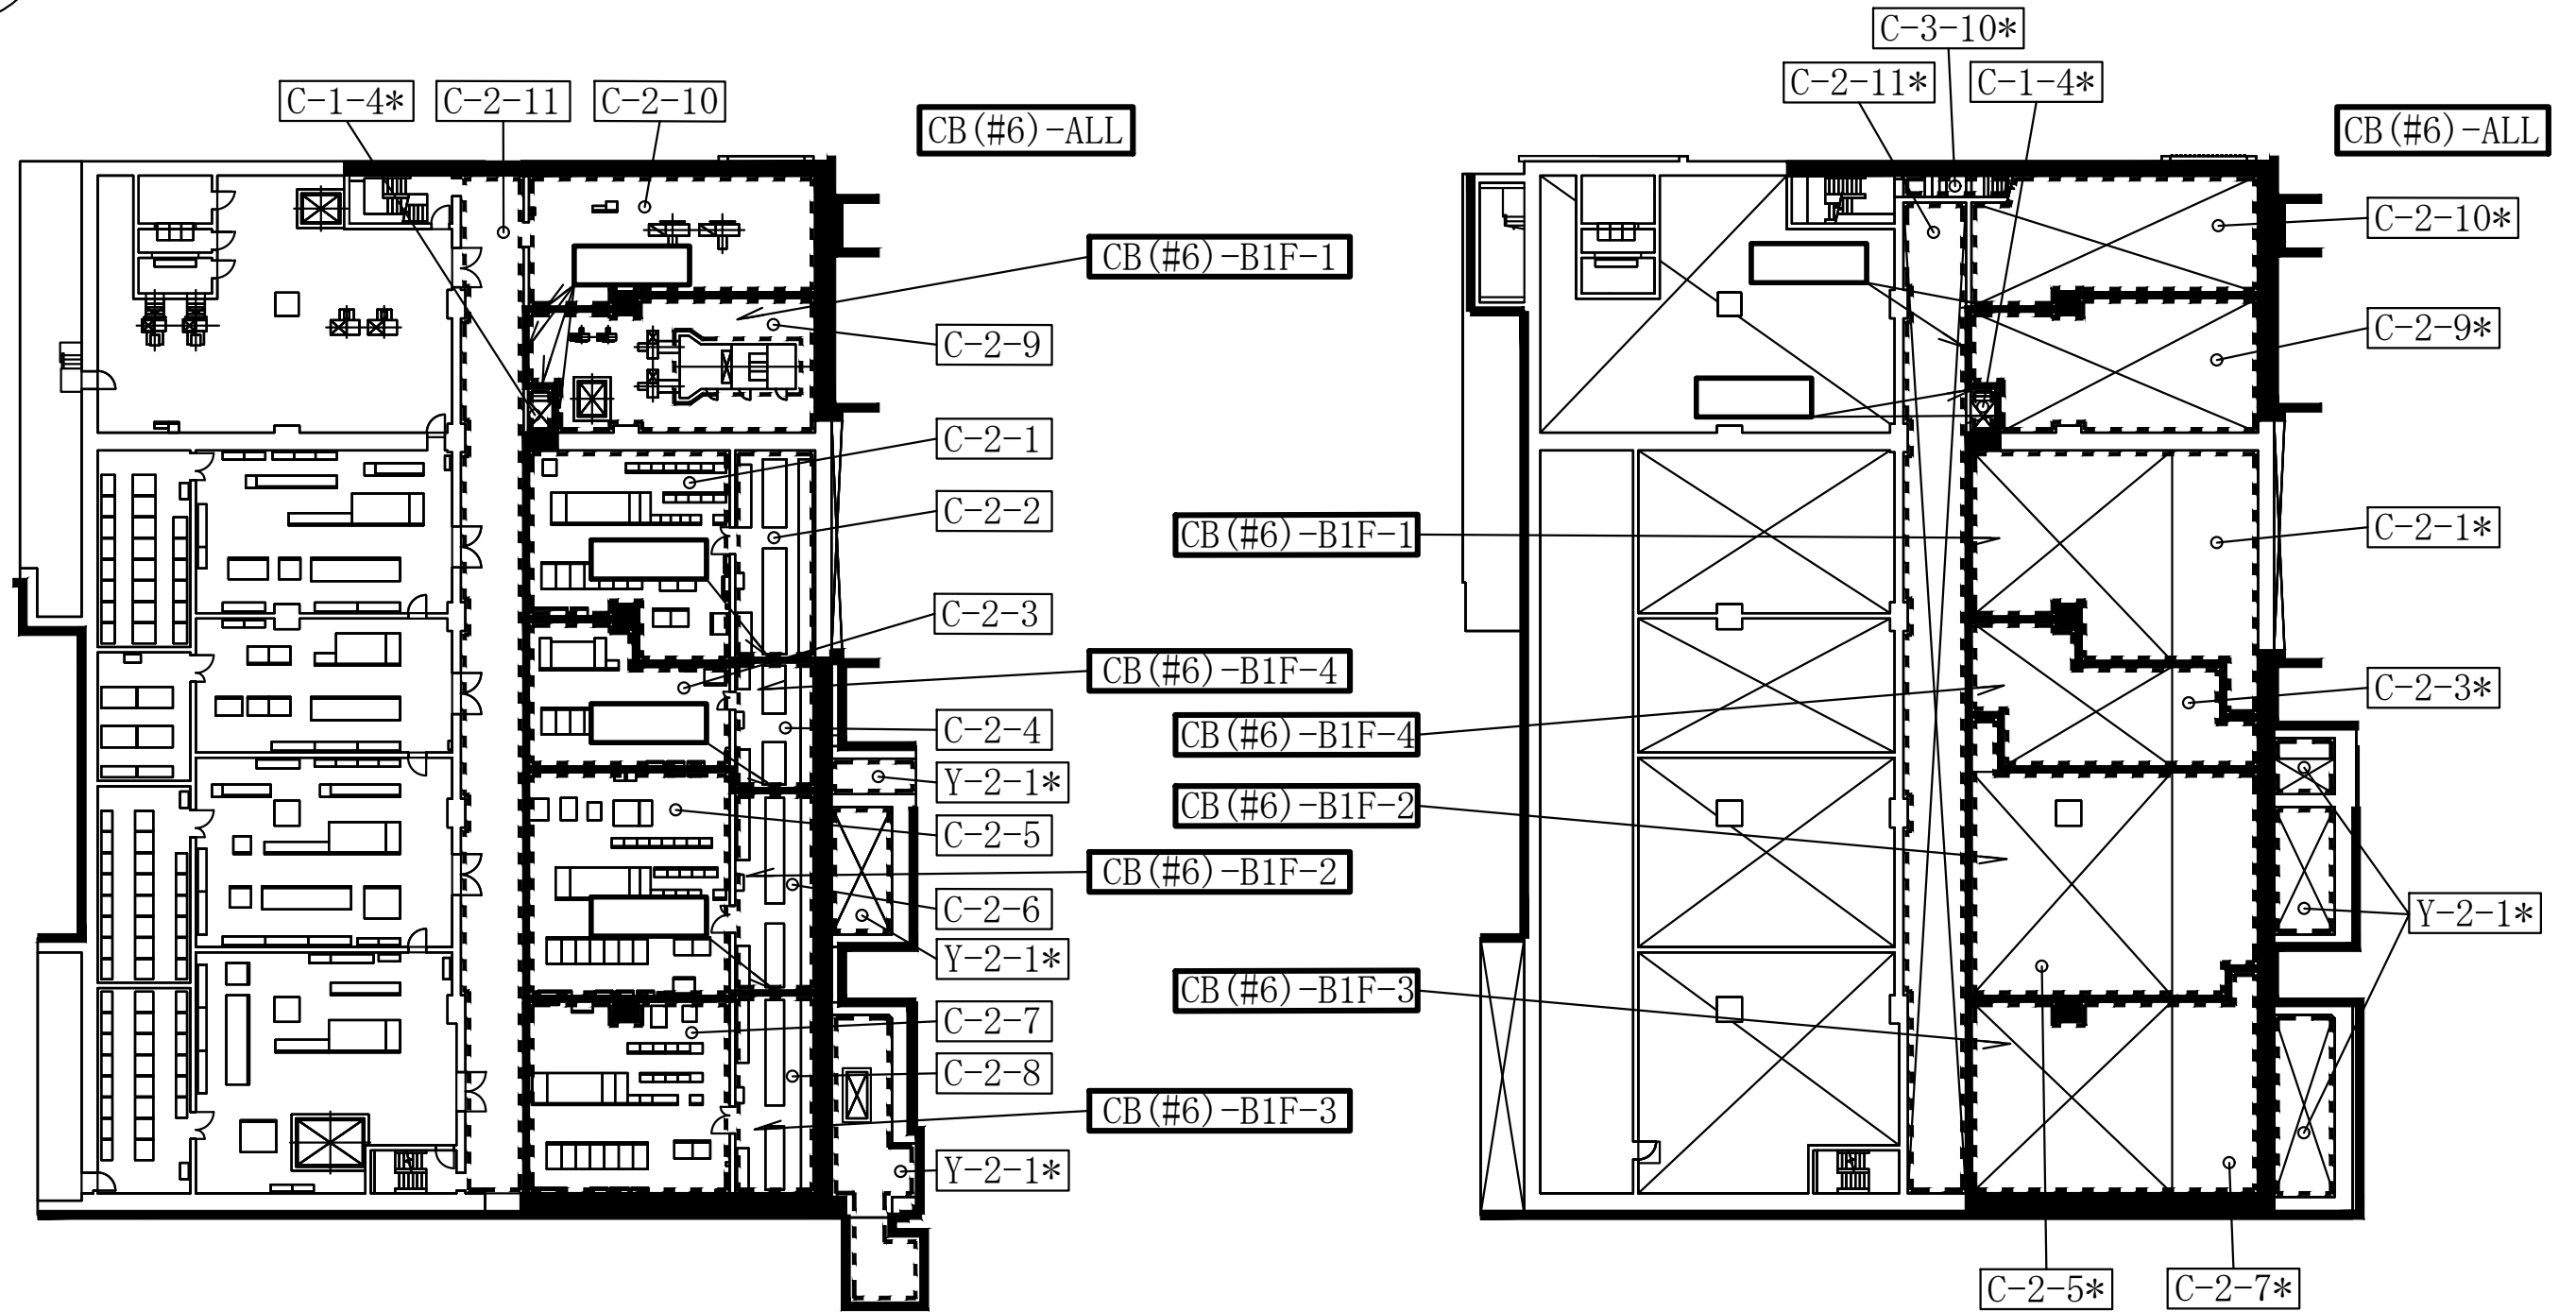 C-1-4*
C-2-11
C-2-10
CB(#6)-ALL
CB(#6)-B1F-1
C-2-9
C-2-1
C-2-2
C-2-3
CB(#6)-B1F-4
C-2-4
Y-2-1*
C-2-5
CB(#6)-B1F-2
C-2-6
Y-2-1*
C-2-7
C-2-8
CB(#6)-B1F-3
Y-2-1*
C-3-10*
C-2-11*
C-1-4*
CB(#6)-ALL
C-2-10*
C-2-9*
CB(#6)-B1F-1
C-2-1*
C-2-3*
CB(#6)-B1F-4
CB(#6)-B1F-2
Y-2-1*
CB(#6)-B1F-3
C-2-5*
C-2-7*